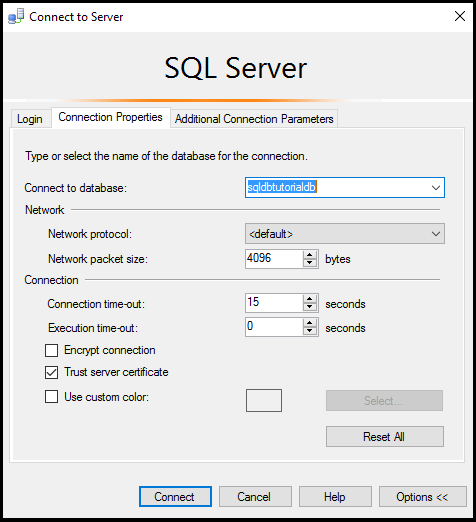 Connect to Server
SQL Server
Login Connection Properties Additional Connection Parameters
Type or select the name of the database for the connection.
Connect to database: sqldbtutorialdb
Network
Network protocol: <default>
Network packet size: 4096 bytes
Connection
Connection time-out: 15 seconds
Execution time-out: 0 seconds
Encrypt connection
Trust server certificate
Use custom color: Select...
Reset All
Connect Cancel Help Options <<